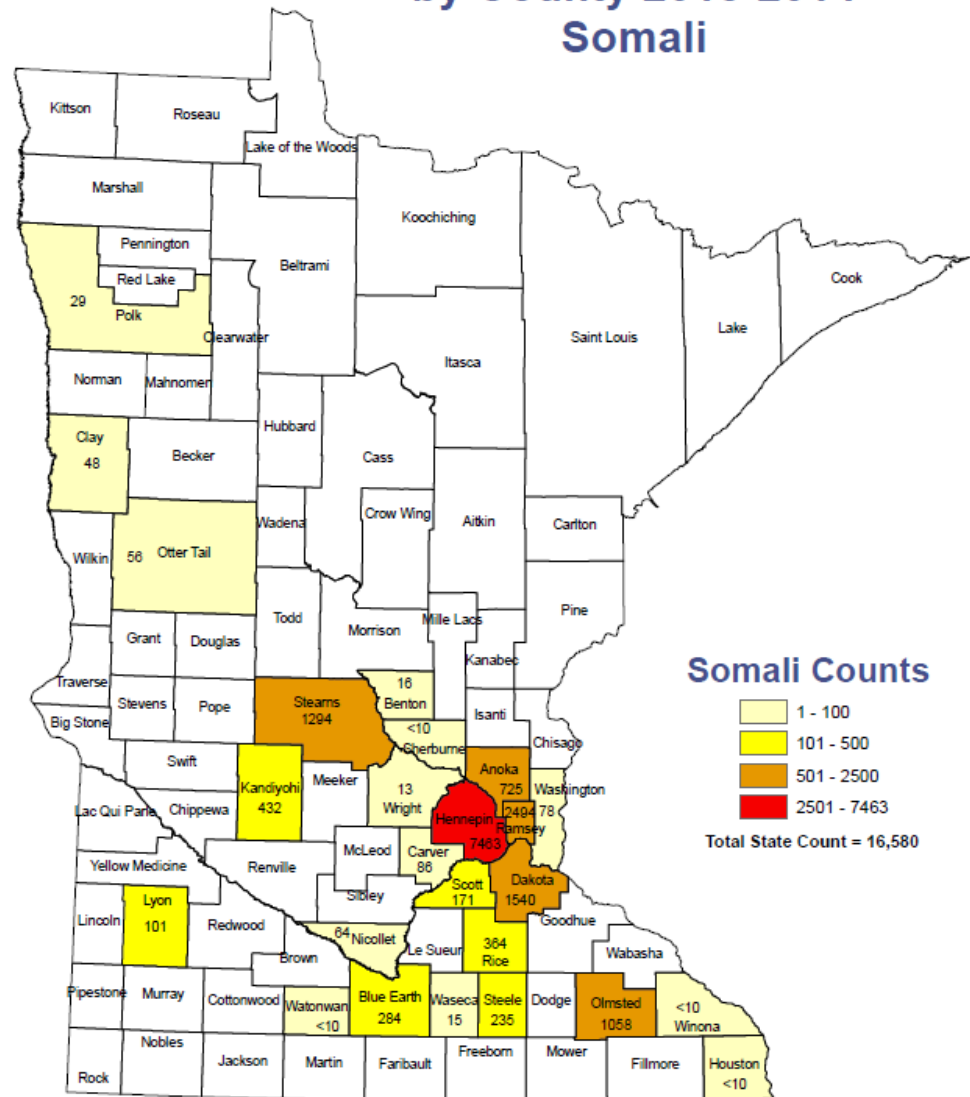 Somali
Kittson
Roseau
Lake of the Woods
Marshall
Koochiching
Pennington
Beltrami
Red Lake
Cook
29
Polk
Clearwater
Saint Louis
Lake
Itasca
Norman
Mahnomen
Hubbard
Clay
48
Becker
Cass
Crow Wing
Wadena
Aitkin
Carlton
Wilkin
56
Otter Tail
Todd
Morrison
Mille Lacs
Pine
Grant
Douglas
Kanabec
Traverse
Stevens
Pope
Stearns
1294
16
Benton
Isanti
Big Stone
<10
Sherburne
Chisago
Swift
Kandiyohi
432
Meeker
Anoka
725
Washington
78
13
Wright
Lac Qui Parle
Chippewa
Hennepin
7463
2494
Ramsey
McLeod
Carver
86
Yellow Medicine
Renville
Scott
171
Dakota
1540
Sibley
Lincoln
Lyon
101
Redwood
64
Nicollet
Le Sueur
364
Rice
Goodhue
Wabasha
Brown
Pipestone
Murray
Cottonwood
Watonwan
<10
Blue Earth
284
Waseca
15
Steele
235
Dodge
Olmsted
1058
<10
Winona
Rock
Nobles
Jackson
Martin
Faribault
Freeborn
Mower
Fillmore
Houston
<10
Somali Counts
1 - 100
101 - 500
501 - 2500
2501 - 7463
Total State Count = 16,580